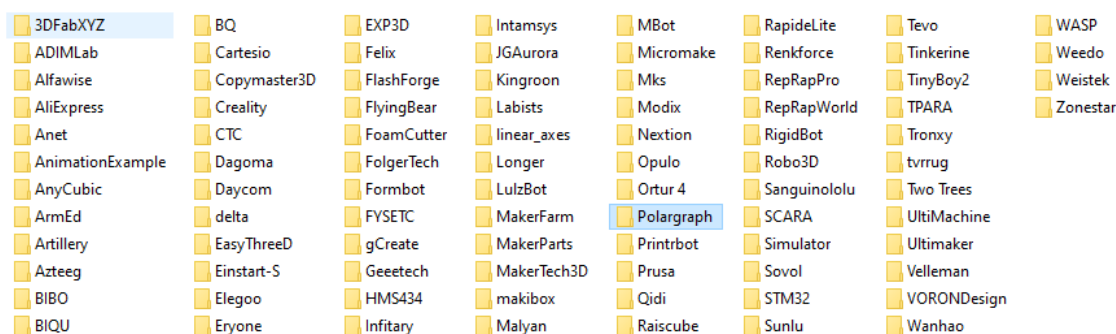 3DFabXYZ
ADIMLab
Alfawise
AliExpress
Anet
AnimationExample
AnyCubic
ArmEd
Artillery
Azteeg
BIBO
BIQU
BQ
Cartesio
Copymaster3D
Creality
CTC
Dagoma
Daycom
delta
EasyThreeD
Einstart-S
Elegoo
Eryone
EXP3D
Felix
FlashForge
FlyingBear
FoamCutter
FolgerTech
Formbot
FYSETC
gCreate
Geeetech
HMS434
Infitary
Intamsys
JGAurora
Kingroon
Labists
linear_axes
Longer
LulzBot
MakerFarm
MakerParts
MakerTech3D
makibox
Malyan
MBot
Micromake
Mks
Modix
Nextion
Opulo
Ortur 4
Polargraph
Printrbot
Prusa
Qidi
Raiscube
RapideLite
Renkforce
RepRapPro
RepRapWorld
RigidBot
Robo3D
Sanguinololu
SCARA
Simulator
Sovol
STM32
Sunlu
Tevo
Tinkerine
TinyBoy2
TPARA
Tronxy
tvrrug
Two Trees
UltiMachine
Ultimaker
Velleman
VORONDesign
Wanhao
WASP
Weedo
Weistek
Zonestar